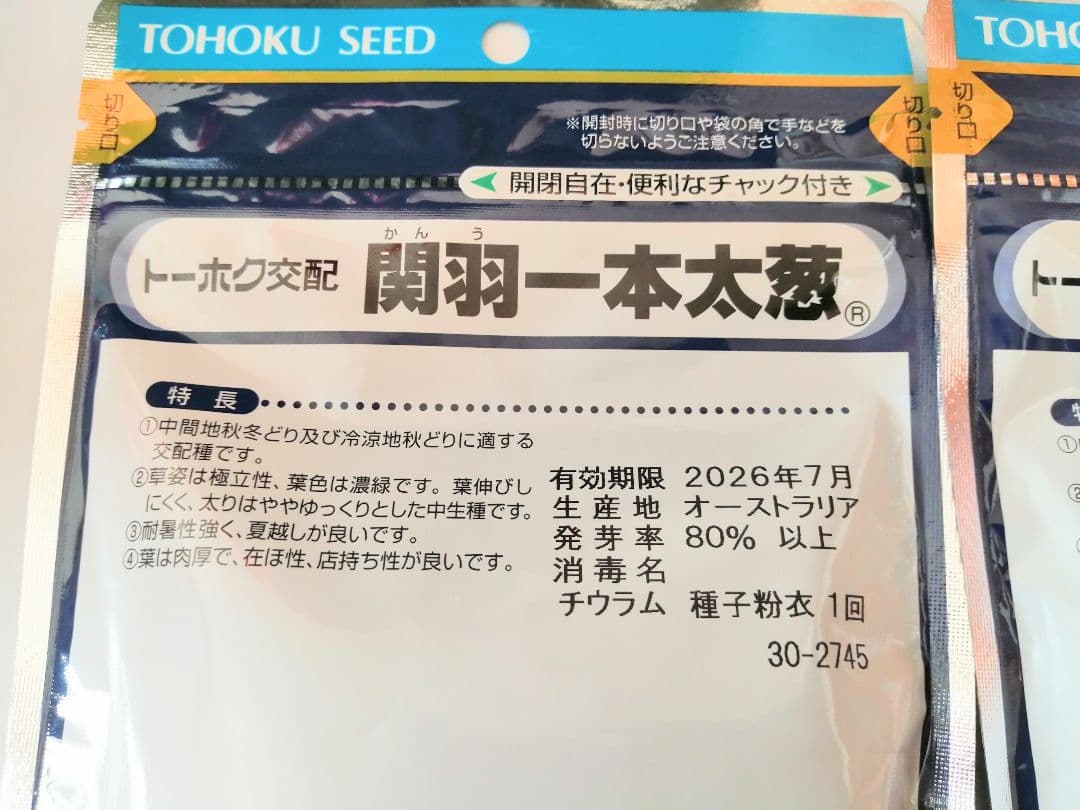 TOHOKU SEED
切り口
切り口
※開封時に切り口や袋の角で手などを
切らないようご注意ください。
開閉自在・便利なチャック付き
かんう
トーホク交配 関羽一本太葱®
特長
①中間地秋冬どり及び冷涼地秋どりに適する
交配種です。
②草姿は極立性、葉色は濃緑です。葉伸びし
にくく、太りはややゆっくりとした中生種です。
③耐暑性強く、夏越しが良いです。
④葉は肉厚で、在ほ性、店持ち性が良いです。
有効期限 2026年7月
生産地 オーストラリア
発芽率 80% 以上
消毒名
チウラム 種子粉衣 1回
30-2745
TOHO
切り口
ト